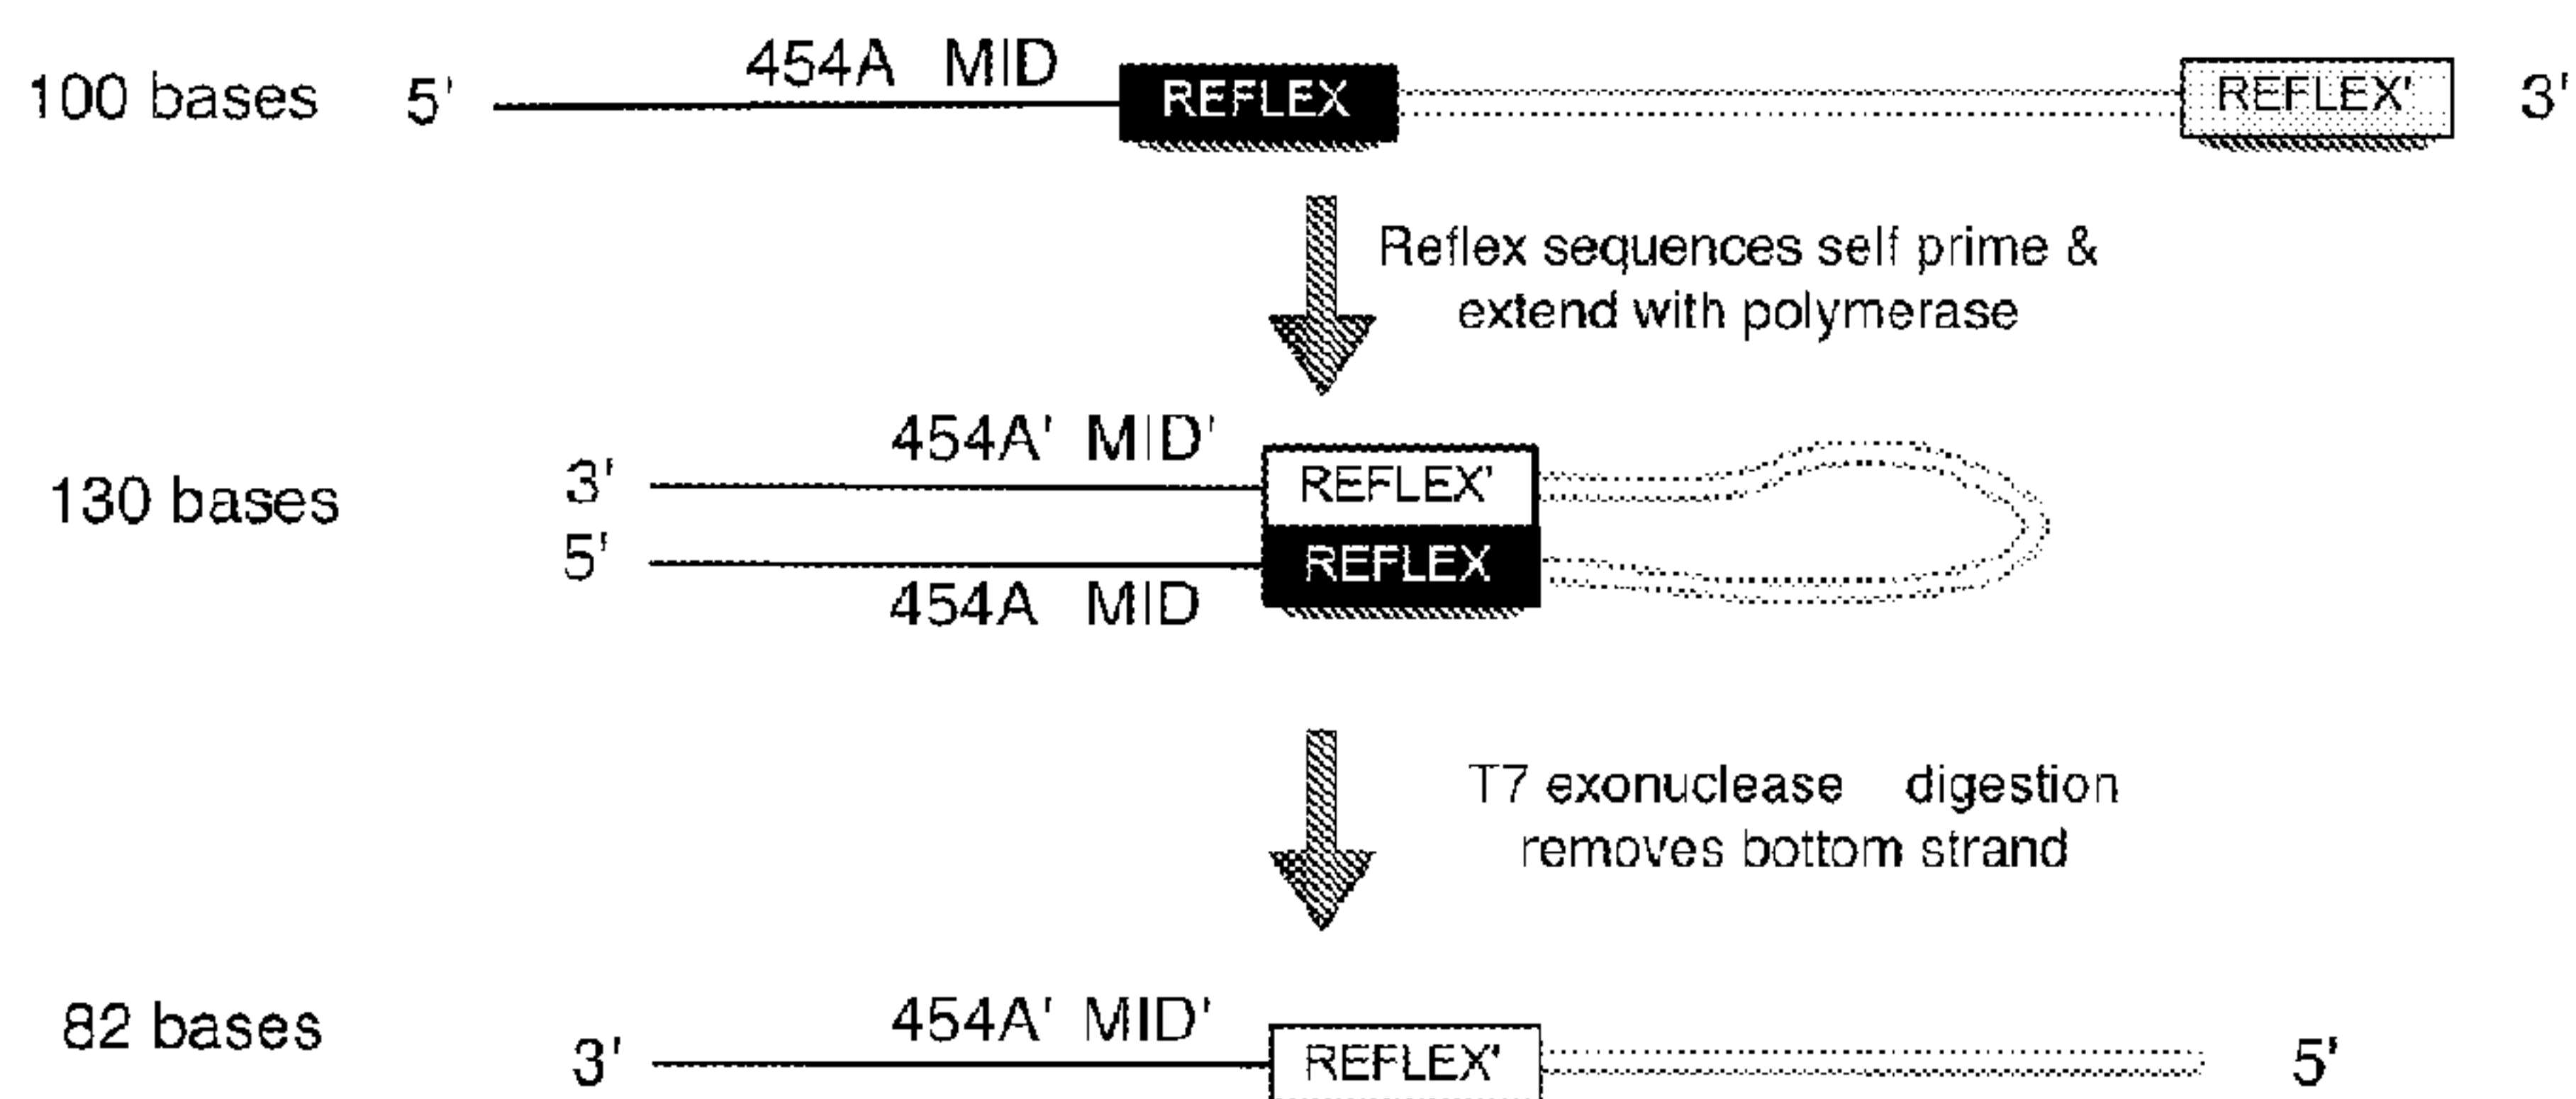 100 bases 5' 454A MID REFLEX REFLEX' 3'
Reflex sequences self prime &
extend with polymerase
454A' MID'
130 bases 3' REFLEX'
5' REFLEX
454A MID
T7 exonuclease digestion
removes bottom strand
454A' MID'
82 bases 3' REFLEX' 5'